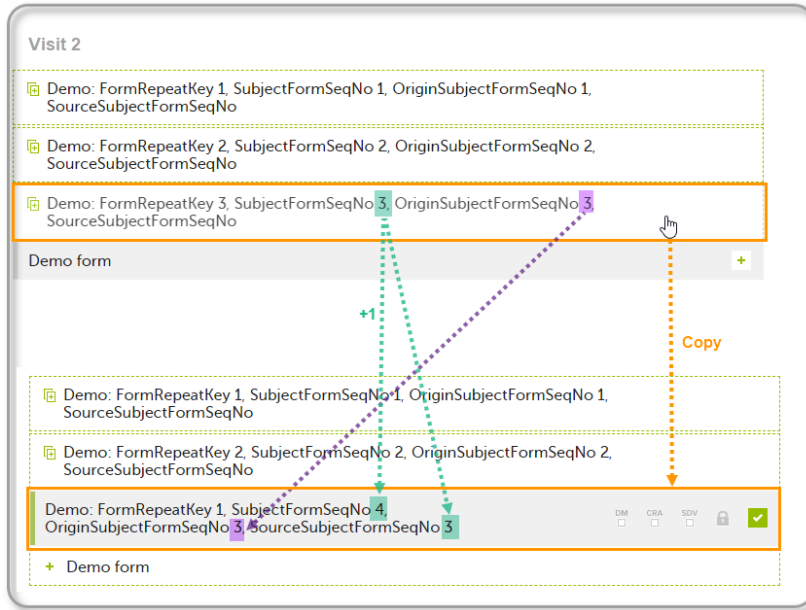 Visit 2
Demo: FormRepeatKey 1, SubjectFormSeqNo 1, OriginSubjectFormSeqNo 1,
SourceSubjectFormSeqNo
Demo: FormRepeatKey 2, SubjectFormSeqNo 2, OriginSubjectFormSeqNo 2,
SourceSubjectFormSeqNo
Demo: FormRepeatKey 3, SubjectFormSeqNo 3, OriginSubjectFormSeqNo 3,
SourceSubjectFormSeqNo
Demo form +
+1
Copy
Demo: FormRepeatKey 1, SubjectFormSeqNo 1, OriginSubjectFormSeqNo 1,
SourceSubjectFormSeqNo
Demo: FormRepeatKey 2, SubjectFormSeqNo 2, OriginSubjectFormSeqNo 2,
SourceSubjectFormSeqNo
Demo: FormRepeatKey 1, SubjectFormSeqNo 4,
OriginSubjectFormSeqNo 3, SourceSubjectFormSeqNo 3
DM CRA SDV
+ Demo form